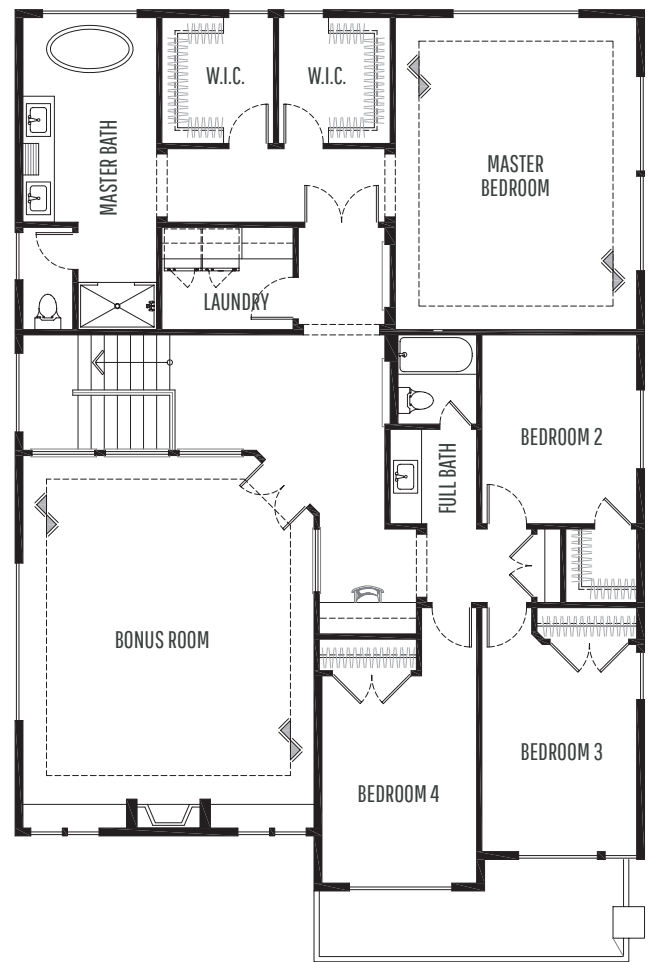 W.I.C.
W.I.C.
MASTER BATH
MASTER
BEDROOM
LAUNDRY
BEDROOM 2
FULL BATH
BONUS ROOM
BEDROOM 3
BEDROOM 4